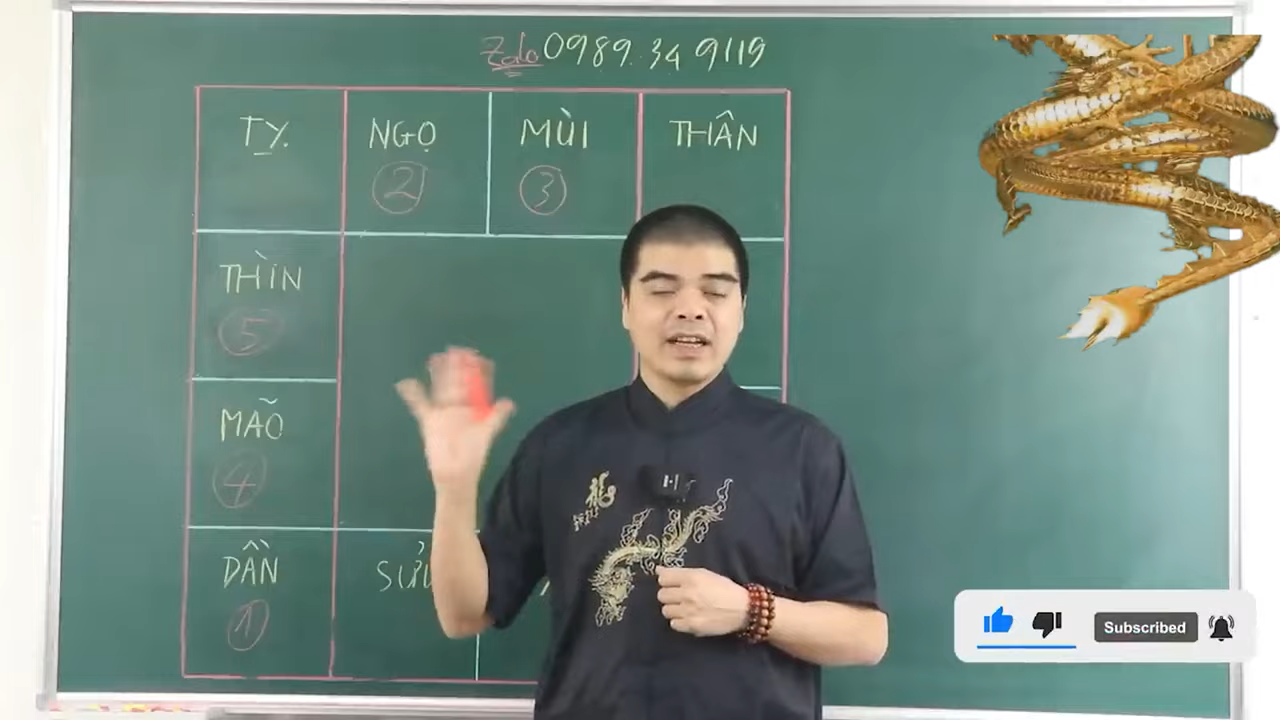 Zalo 0989.34 9119
TỴ. NGỌ MÙI THÂN
2 3
THÌN
5
MÃO
4
DẦN
1
Subscribed